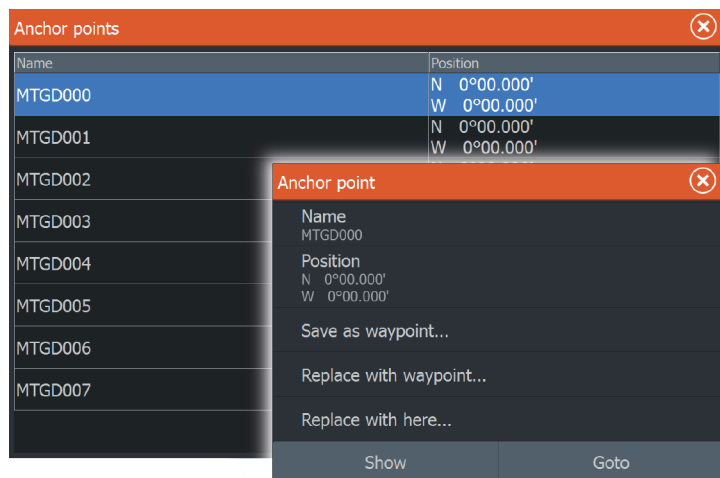 Anchor points
Name Position
MTGD000 N 0°00.000'
W 0°00.000'
MTGD001 N 0°00.000'
W 0°00.000'
MTGD002
MTGD003
MTGD004
MTGD005
MTGD006
MTGD007
Anchor point
Name
MTGD000
Position
N 0°00.000'
W 0°00.000'
Save as waypoint...
Replace with waypoint...
Replace with here...
Show Goto